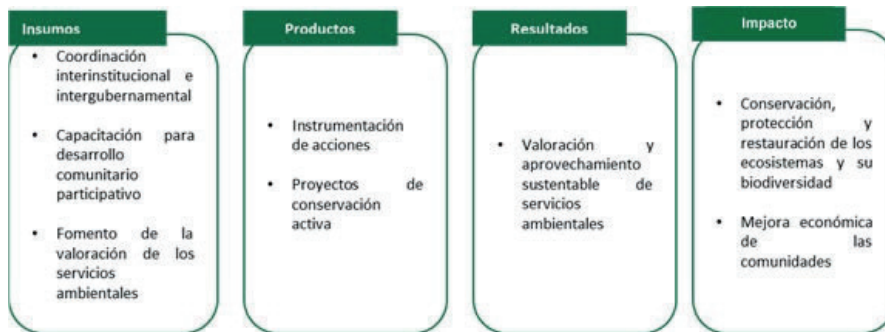 Insumos
• Coordinación
interinstitucional e
intergubernamental
• Capacitación para
desarrollo
comunitario
participativo
• Fomento de la
valoración de los
servicios
ambientales
Productos
• Instrumentación
de acciones
• Proyectos de
conservación
activa
Resultados
• Valoración y
aprovechamiento
sustentable de
servicios
ambientales
Impacto
• Conservación,
protección y
restauración de los
ecosistemas y su
biodiversidad
• Mejora económica
de las
comunidades